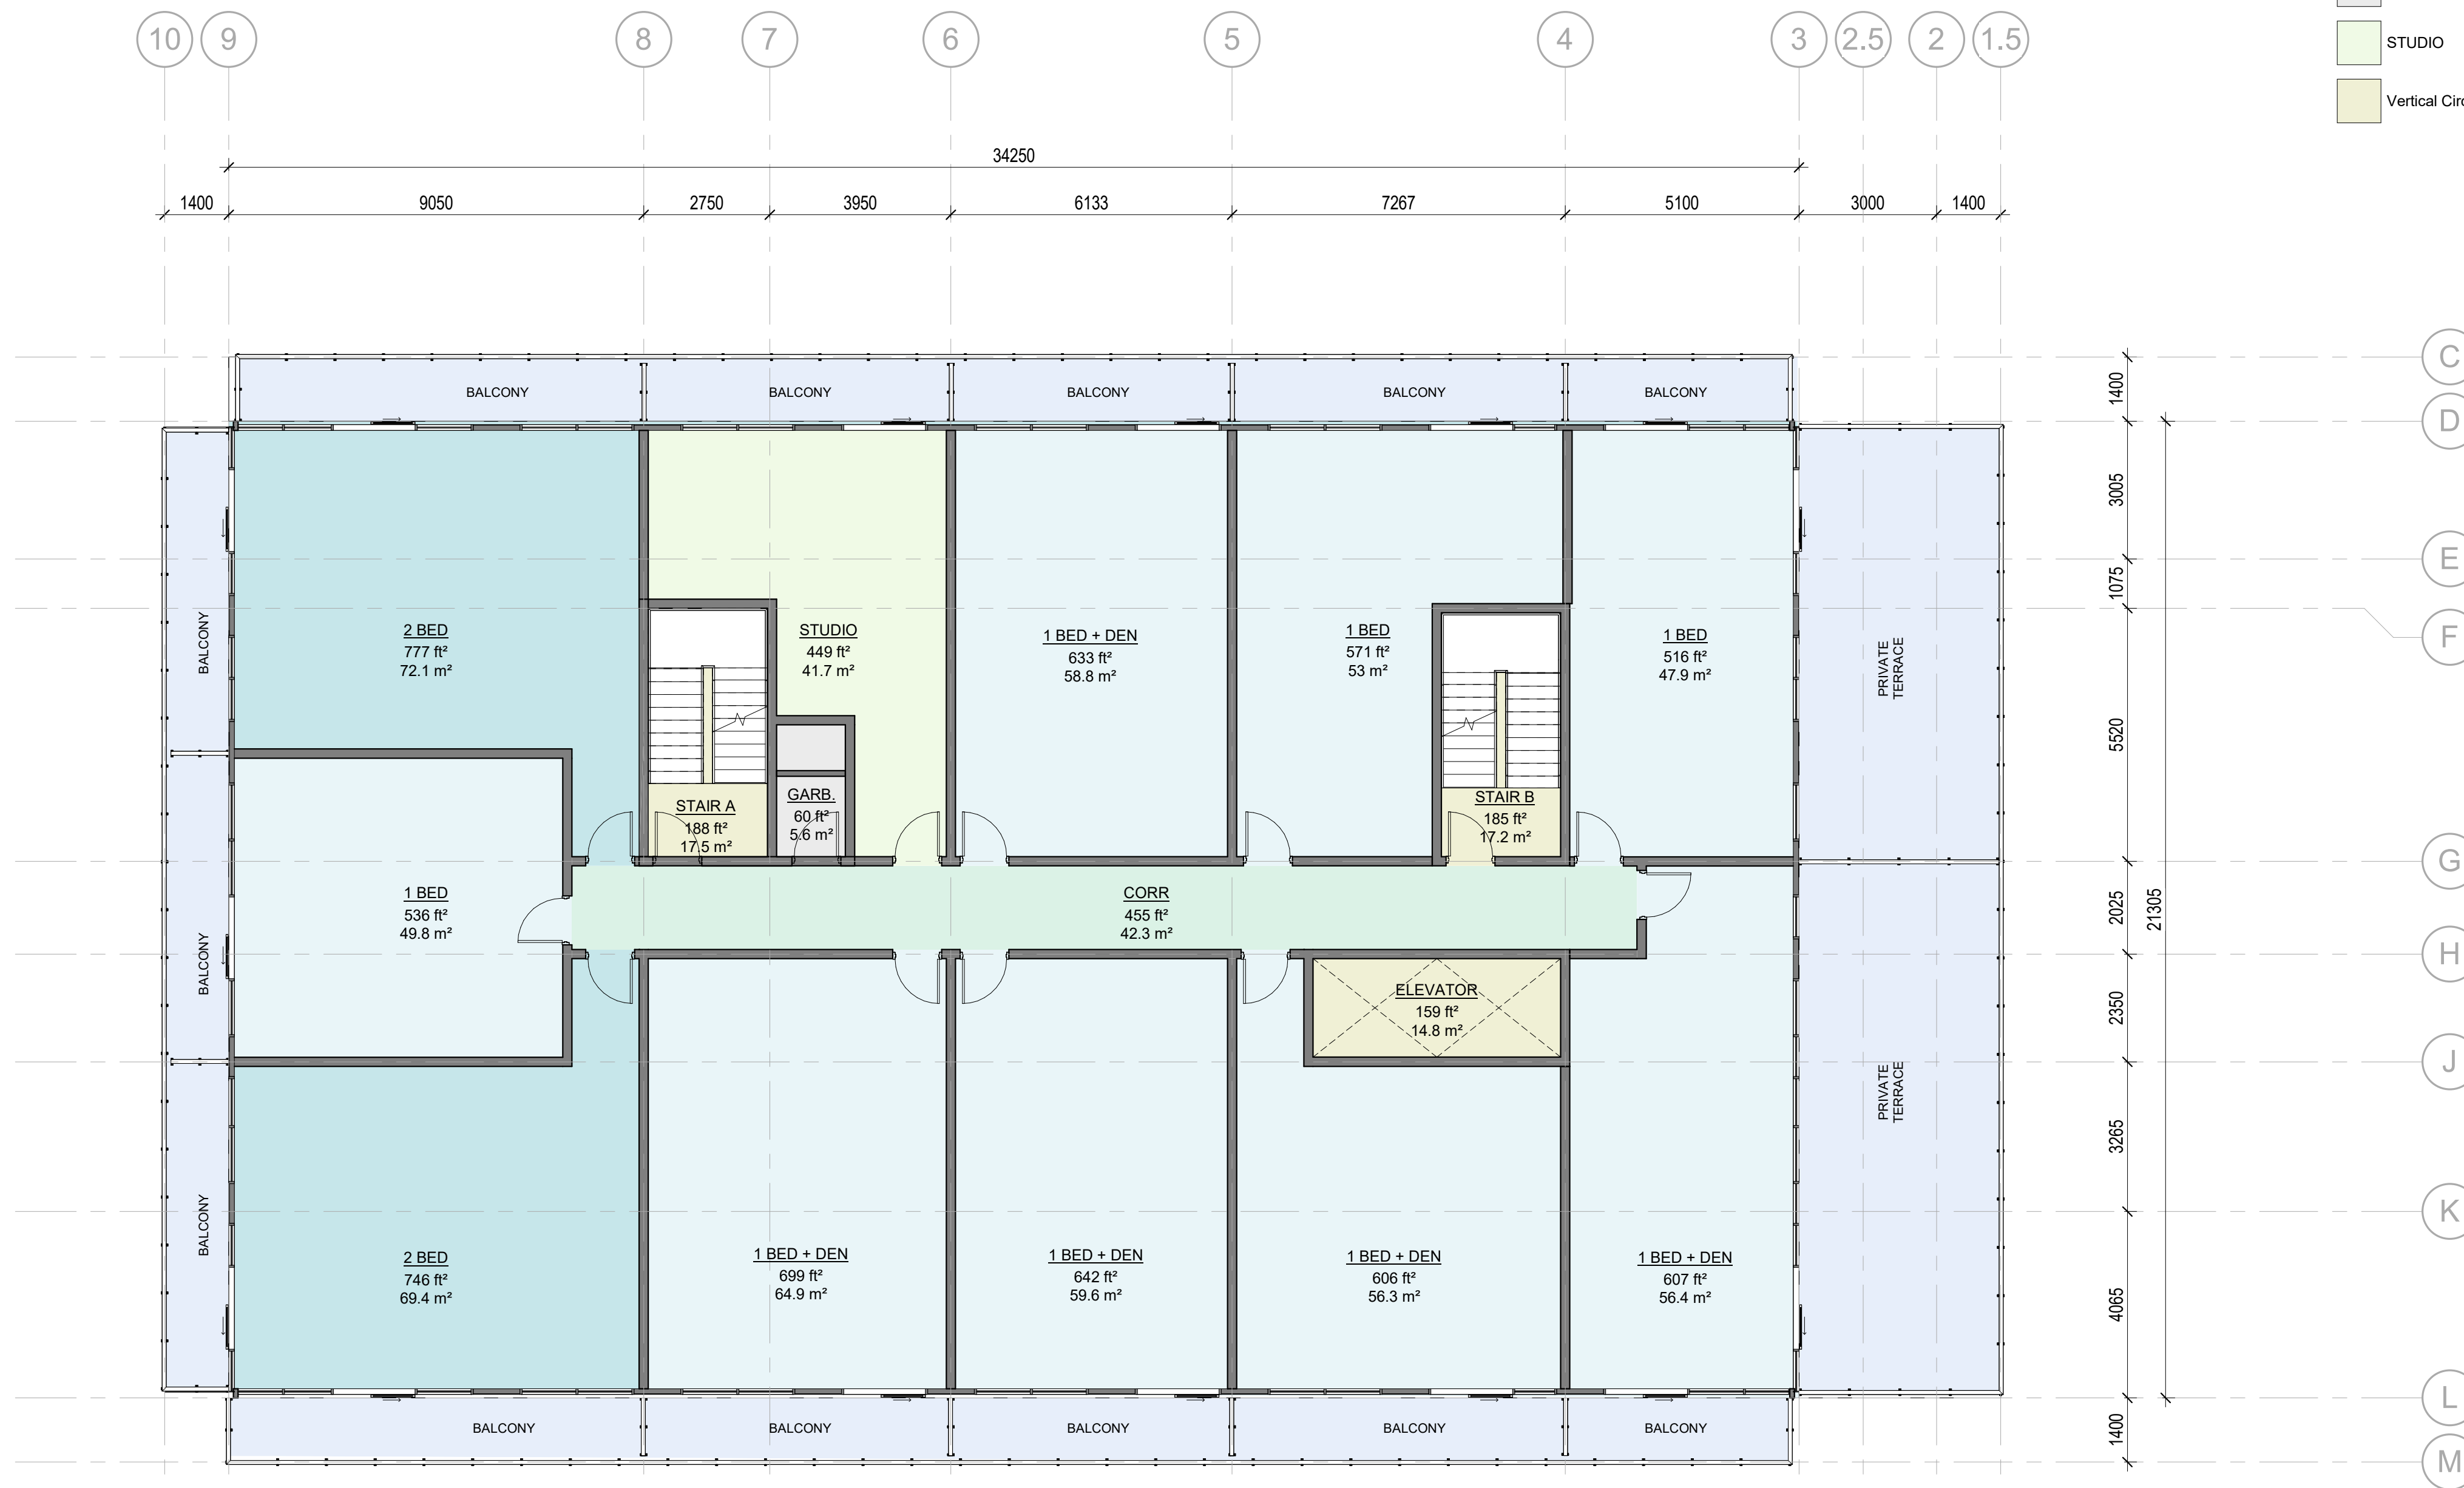 10
9
8
7
6
5
4
3
2.5
2
1.5
STUDIO
Vertical
34250
1400
9050
2750
3950
6133
7267
5100
3000
1400
C
D
E
F
G
H
J
K
L
M
1400
3005
1075
5520
2025
2350
3265
4065
1400
21305
BALCONY
BALCONY
BALCONY
BALCONY
BALCONY
BALCONY
BALCONY
BALCONY
2 BED
777 ft²
72.1 m²
STUDIO
449 ft²
41.7 m²
1 BED + DEN
633 ft²
58.8 m²
1 BED
571 ft²
53 m²
1 BED
516 ft²
47.9 m²
PRIVATE
TERRACE
STAIR A
188 ft²
17.5 m²
GARB.
60 ft²
5.6 m²
STAIR B
185 ft²
17.2 m²
1 BED
536 ft²
49.8 m²
CORR
455 ft²
42.3 m²
ELEVATOR
159 ft²
14.8 m²
PRIVATE
TERRACE
2 BED
746 ft²
69.4 m²
1 BED + DEN
699 ft²
64.9 m²
1 BED + DEN
642 ft²
59.6 m²
1 BED + DEN
606 ft²
56.3 m²
1 BED + DEN
607 ft²
56.4 m²
BALCONY
BALCONY
BALCONY
BALCONY
BALCONY